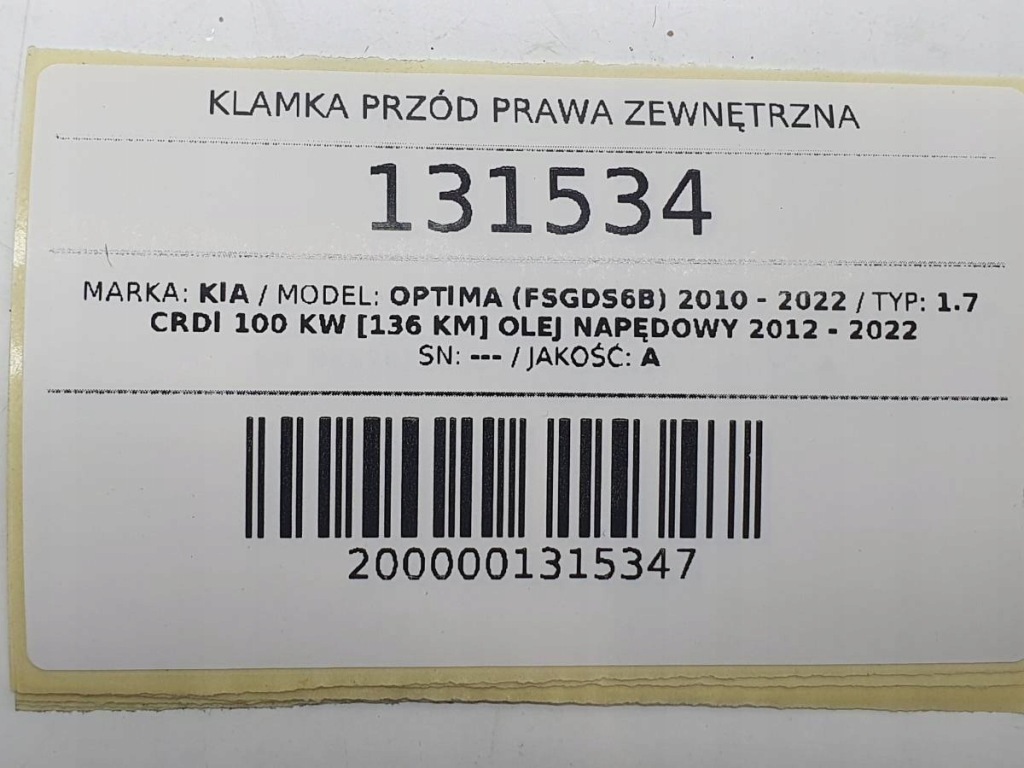 KLAMKA PRZÓD PRAWA ZEWNĘTRZNA
131534
MARKA: KIA / MODEL: OPTIMA (FSGDS6B) 2010 - 2022 / TYP: 1.7
CRDI 100 KW [136 KM] OLEJ NAPĘDOWY 2012 - 2022
SN: --- / JAKOŚĆ: A
2000001315347